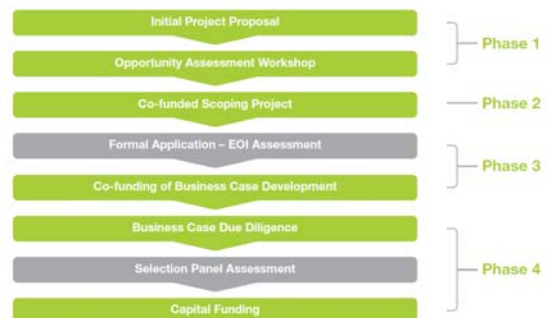 Initial Project Proposal
Opportunity Assessment Workshop
Phase 1
Co-funded Scoping Project
Phase 2
Formal Application – EOI Assessment
Co-funding of Business Case Development
Phase 3
Business Case Due Diligence
Selection Panel Assessment
Capital Funding
Phase 4